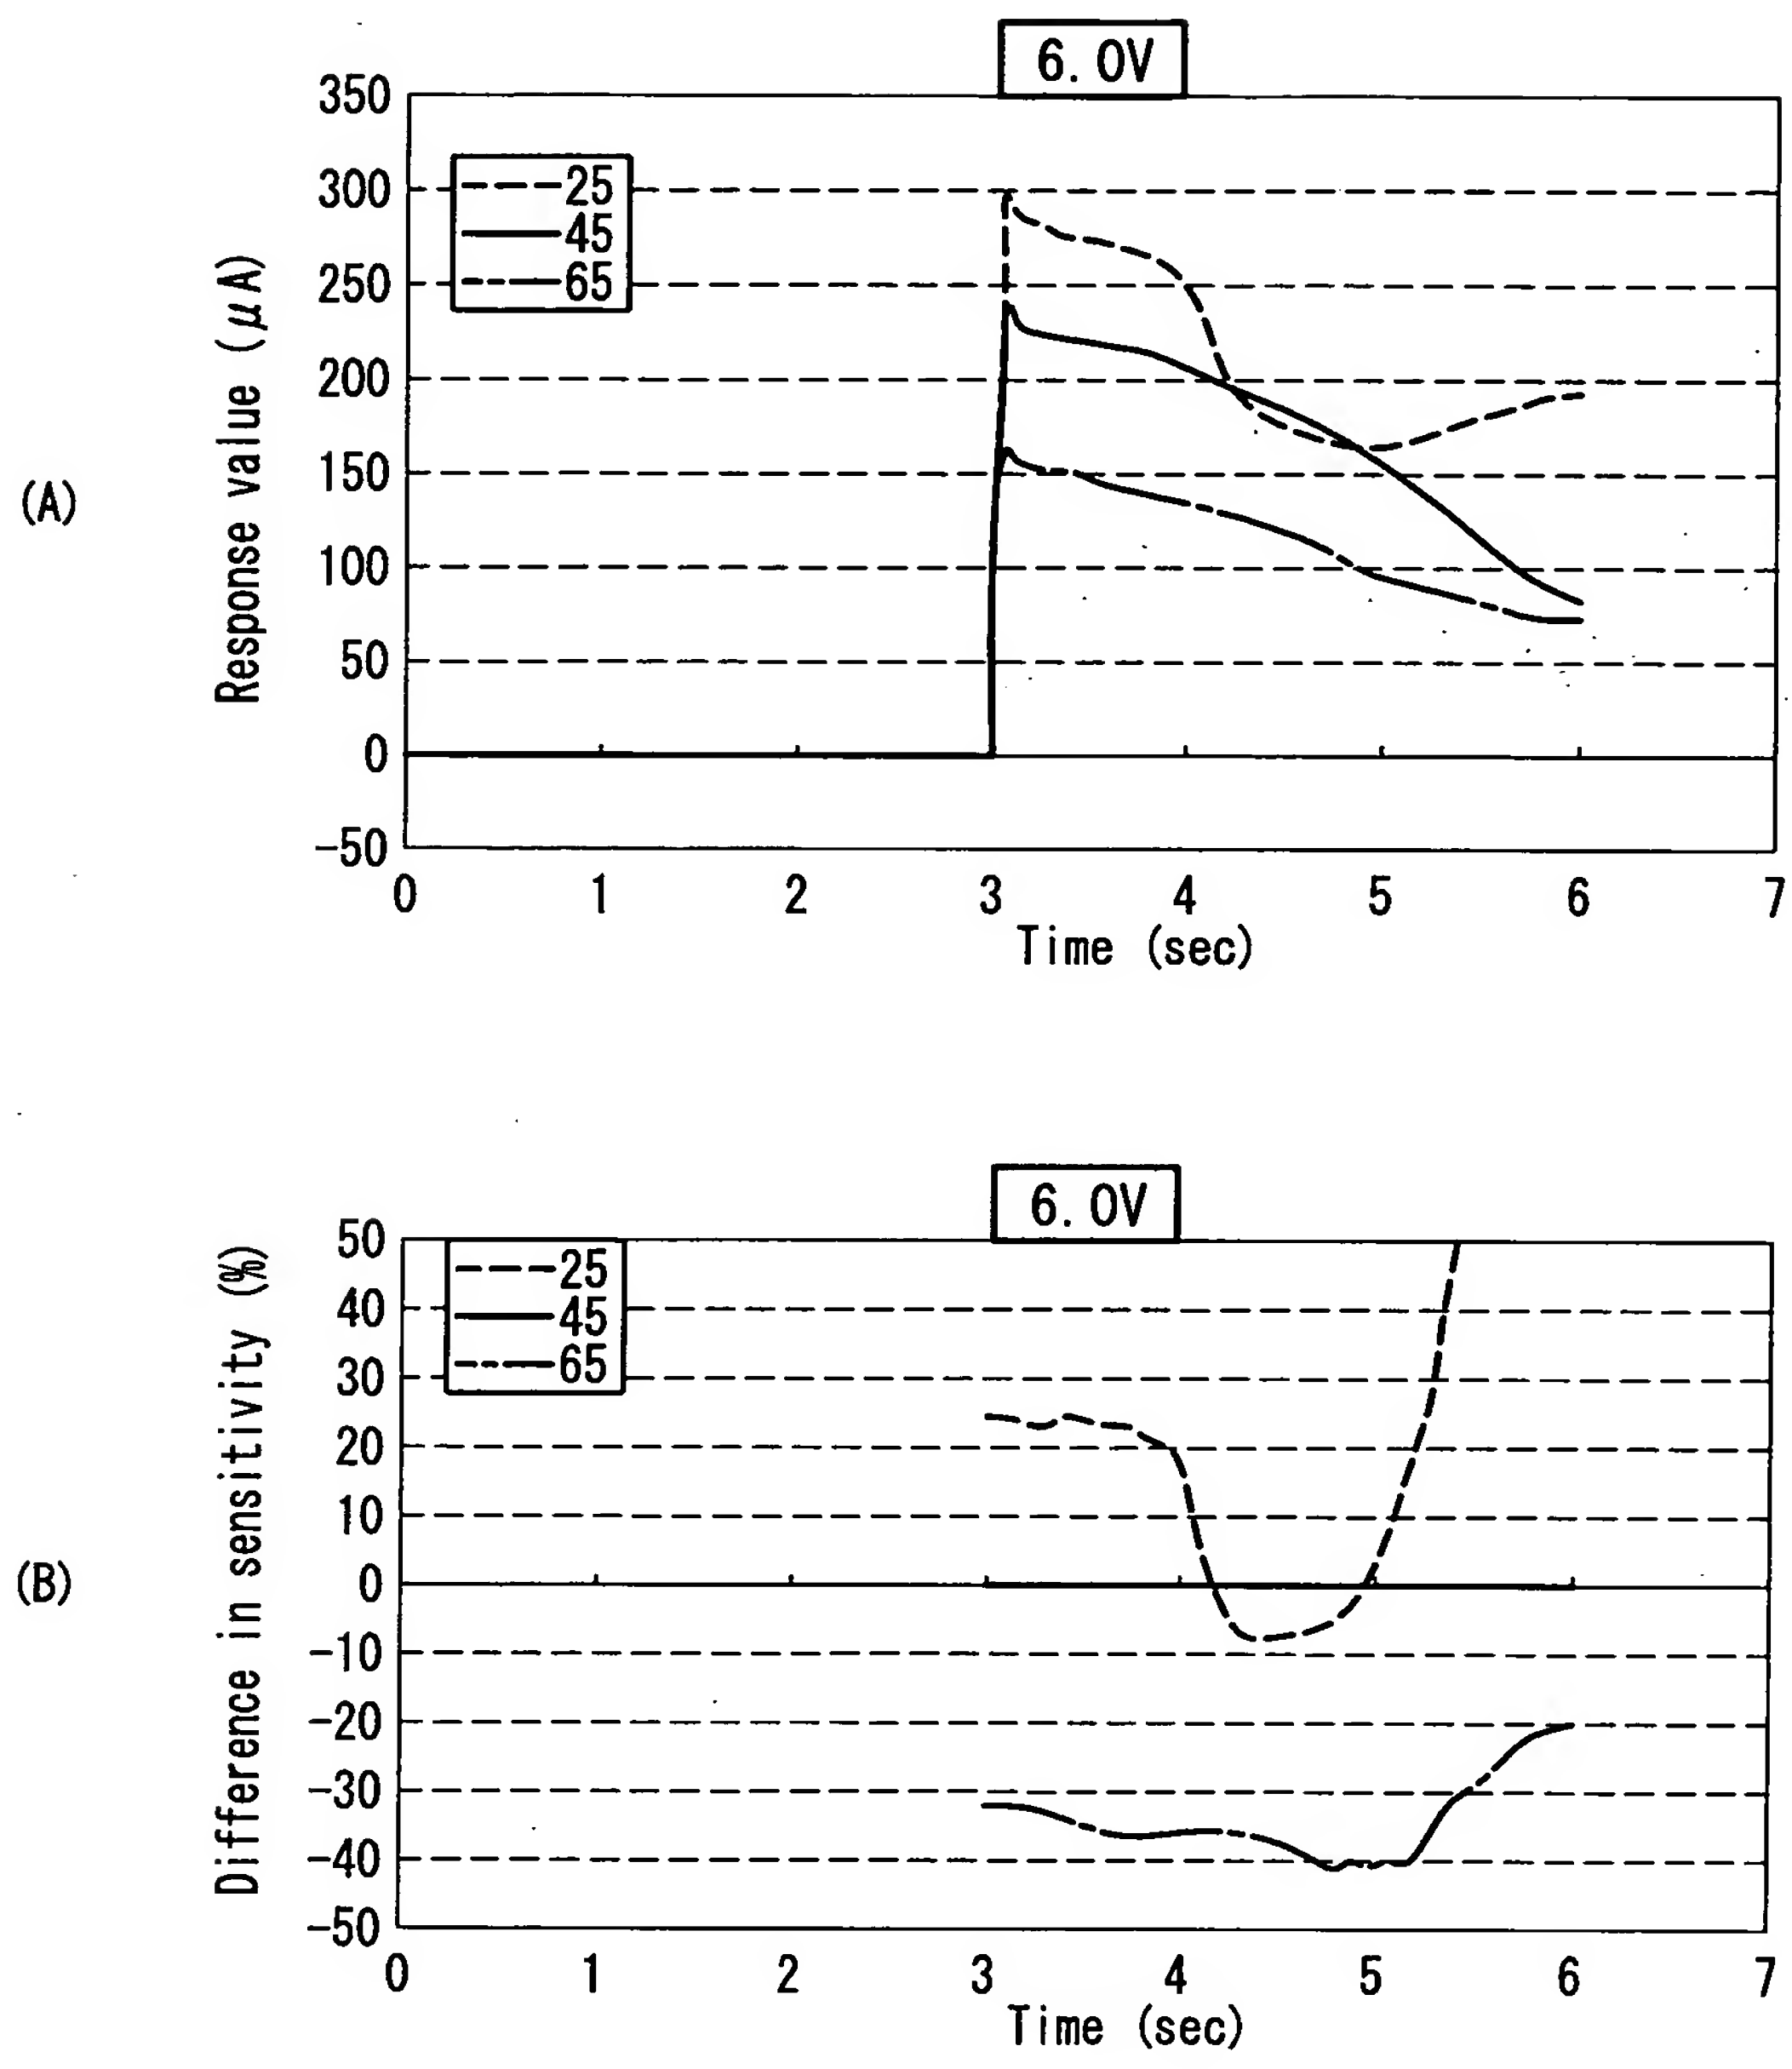 (A)
6.0V
Response value (μA)
350
300
250
200
150
100
50
0
-50
25
45
65
0 1 2 3 4 5 6 7
Time (sec)
(B)
6.0V
Difference in sensitivity (%)
50
40
30
20
10
0
-10
-20
-30
-40
-50
25
45
65
0 1 2 3 4 5 6 7
Time (sec)